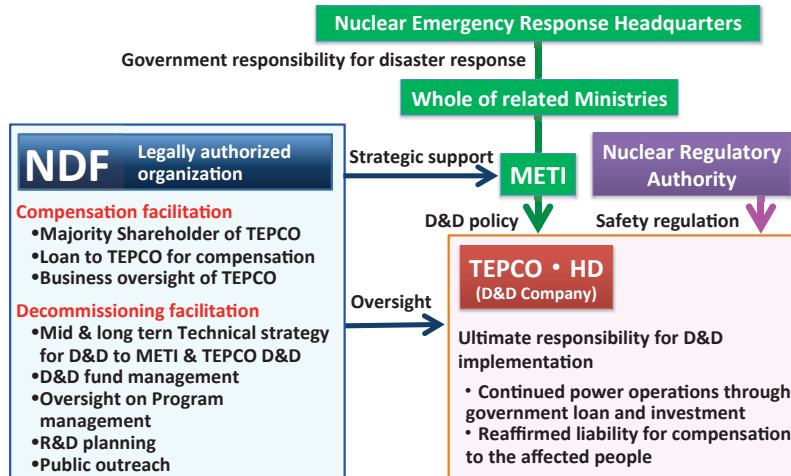 Nuclear Emergency Response Headquarters
Government responsibility for disaster response
Whole of related Ministries
NDF
Legally authorized
organization
Strategic support
METI
Nuclear Regulatory
Authority
Compensation facilitation
•Majority Shareholder of TEPCO
•Loan to TEPCO for compensation
•Business oversight of TEPCO
D&D policy
Safety regulation
TEPCO・HD
(D&D Company)
Oversight
Decommissioning facilitation
•Mid & long tern Technical strategy
for D&D to METI & TEPCO D&D
•D&D fund management
•Oversight on Program
management
•R&D planning
•Public outreach
Ultimate responsibility for D&D
implementation
・Continued power operations through
government loan and investment
・Reaffirmed liability for compensation
to the affected people